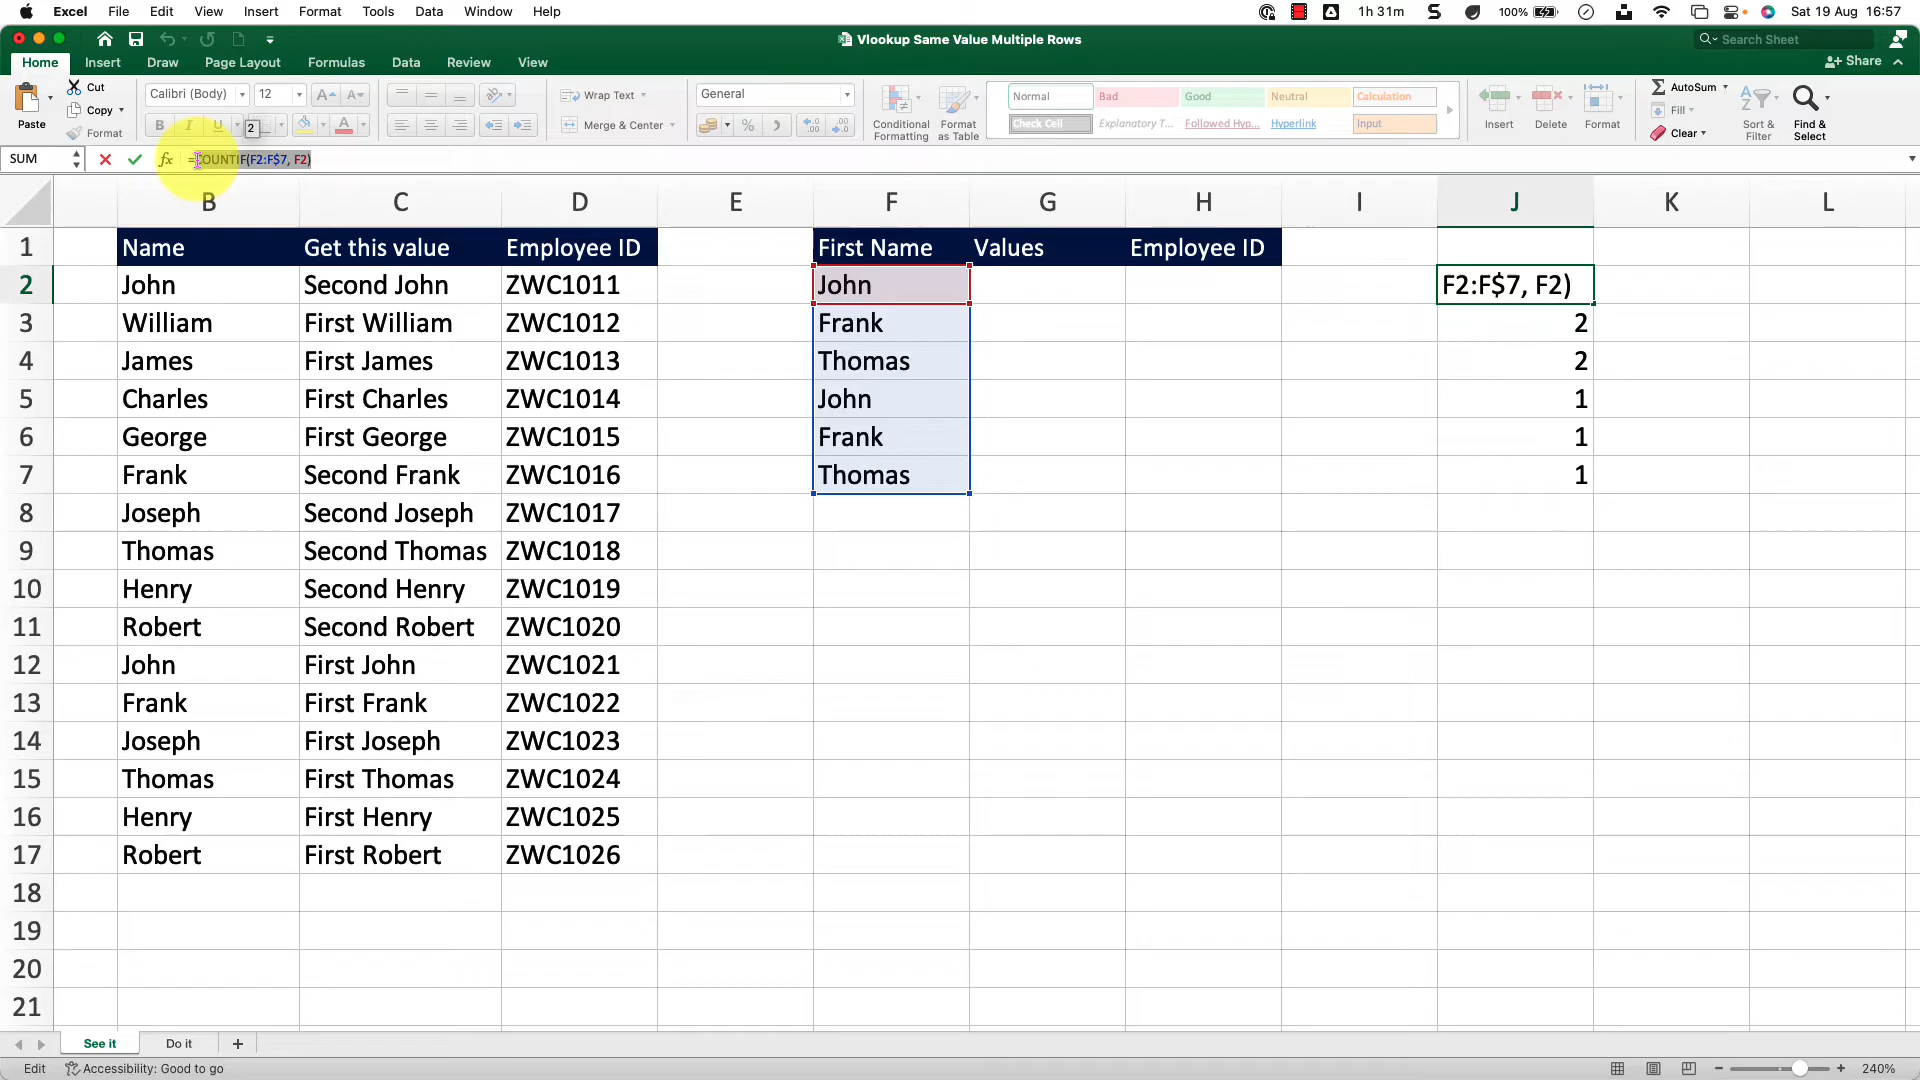 Excel File Edit View Insert Format Tools Data Window Help 1h 31m 100% Sat 19 Aug 16:57
Vlookup Same Value Multiple Rows Search Sheet
Home Insert Draw Page Layout Formulas Data Review View Share
Paste Cut Copy Format
Calibri (Body) 12 A A
B I U A
Wrap Text
Merge & Center
General
%
Conditional Formatting Format as Table
Normal Bad Good Neutral Calculation
Check Cell Explanatory T... Followed Hyp... Hyperlink Input
Insert Delete Format
AutoSum
Fill
Clear
Sort & Filter Find & Select
2
SUM fx =COUNTIF(F2:F$7, F2)
B C D E F G H I J K L
1 Name Get this value Employee ID First Name Values Employee ID
2 John Second John ZWC1011 John F2:F$7, F2)
3 William First William ZWC1012 Frank 2
4 James First James ZWC1013 Thomas 2
5 Charles First Charles ZWC1014 John 1
6 George First George ZWC1015 Frank 1
7 Frank Second Frank ZWC1016 Thomas 1
8 Joseph Second Joseph ZWC1017
9 Thomas Second Thomas ZWC1018
10 Henry Second Henry ZWC1019
11 Robert Second Robert ZWC1020
12 John First John ZWC1021
13 Frank First Frank ZWC1022
14 Joseph First Joseph ZWC1023
15 Thomas First Thomas ZWC1024
16 Henry First Henry ZWC1025
17 Robert First Robert ZWC1026
18
19
20
21
See it Do it +
Edit Accessibility: Good to go 240%